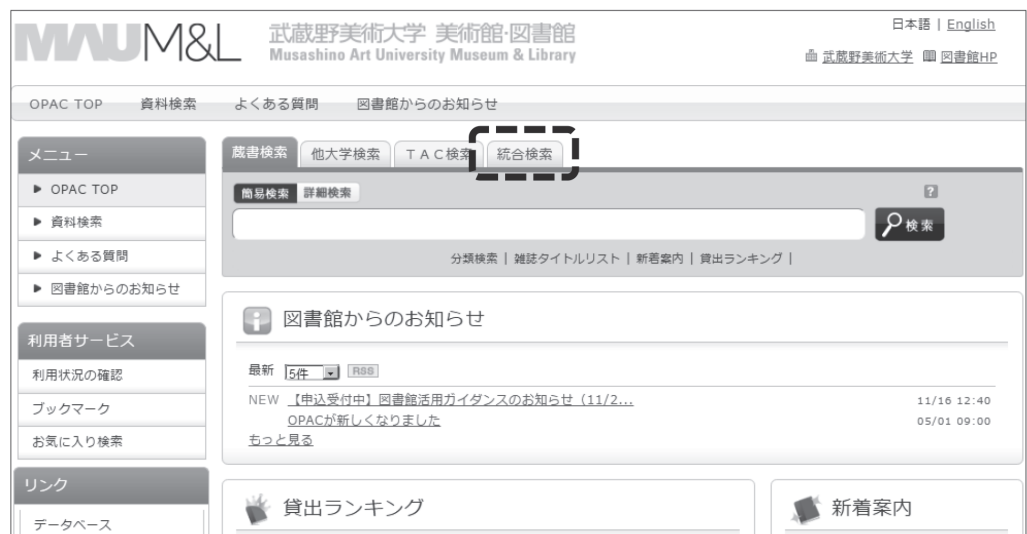 MAUM&L 武蔵野美術大学 美術館・図書館
Musashino Art University Museum & Library
日本語 | English
武蔵野美術大学 図書館HP
OPAC TOP 資料検索 よくある質問 図書館からのお知らせ
メニュー
OPAC TOP
資料検索
よくある質問
図書館からのお知らせ
利用者サービス
利用状況の確認
ブックマーク
お気に入り検索
リンク
データベース
蔵書検索 他大学検索 TAC検索 統合検索
簡易検索 詳細検索 ?
検索
分類検索 | 雑誌タイトルリスト | 新着案内 | 貸出ランキング |
図書館からのお知らせ
最新 5件 RSS
NEW 【申込受付中】図書館活用ガイダンスのお知らせ（11/2... 11/16 12:40
OPACが新しくなりました 05/01 09:00
もっと見る
貸出ランキング
新着案内